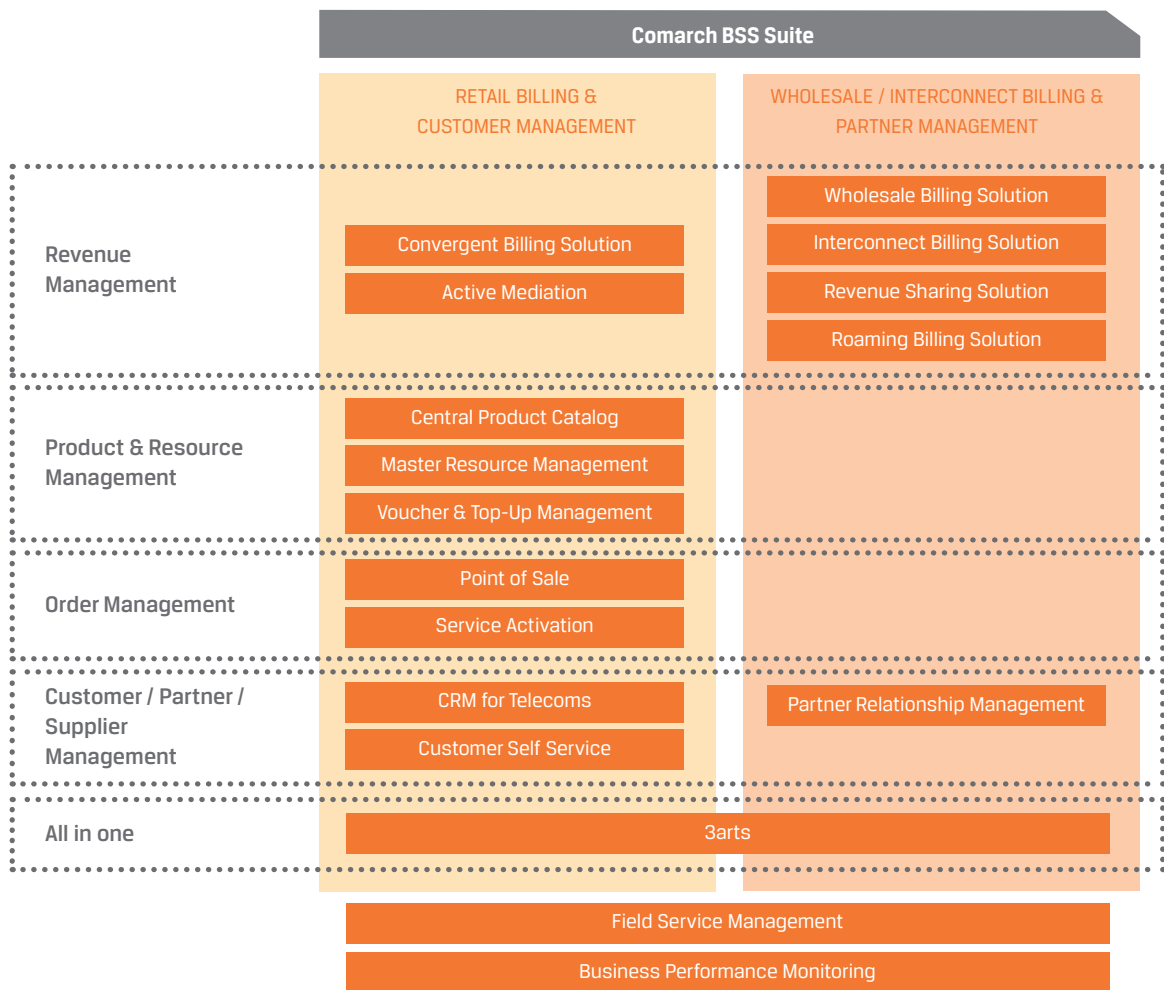 Comarch BSS Suite
RETAIL BILLING &
CUSTOMER MANAGEMENT
WHOLESALE / INTERCONNECT BILLING &
PARTNER MANAGEMENT
Revenue
Management
Convergent Billing Solution
Active Mediation
Wholesale Billing Solution
Interconnect Billing Solution
Revenue Sharing Solution
Roaming Billing Solution
Product & Resource
Management
Central Product Catalog
Master Resource Management
Voucher & Top-Up Management
Order Management
Point of Sale
Service Activation
Customer / Partner /
Supplier
Management
CRM for Telecoms
Customer Self Service
Partner Relationship Management
All in one
3arts
Field Service Management
Business Performance Monitoring